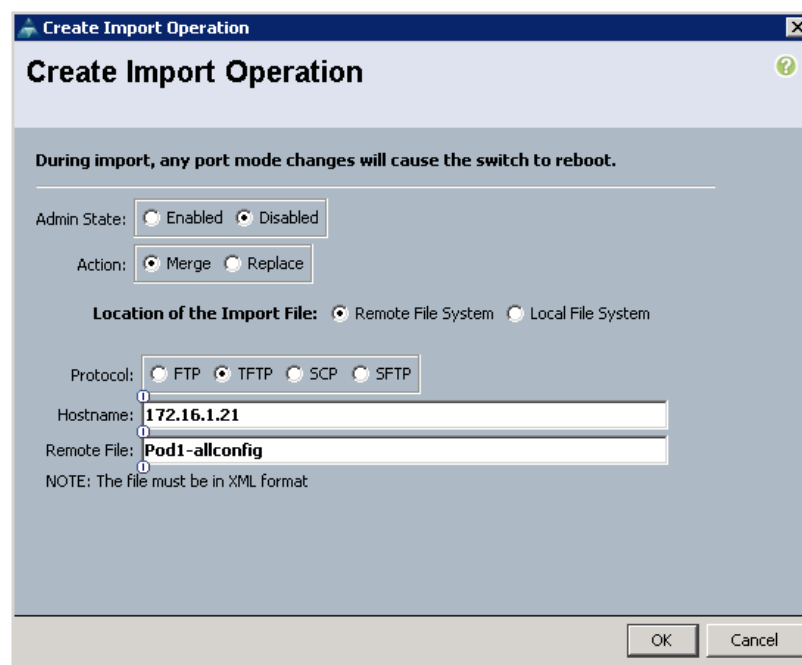 Create Import Operation
Create Import Operation
During import, any port mode changes will cause the switch to reboot.
Admin State: Enabled Disabled
Action: Merge Replace
Location of the Import File: Remote File System Local File System
Protocol: FTP TFTP SCP SFTP
Hostname: 172.16.1.21
Remote File: Pod1-allconfig
NOTE: The file must be in XML format
OK Cancel